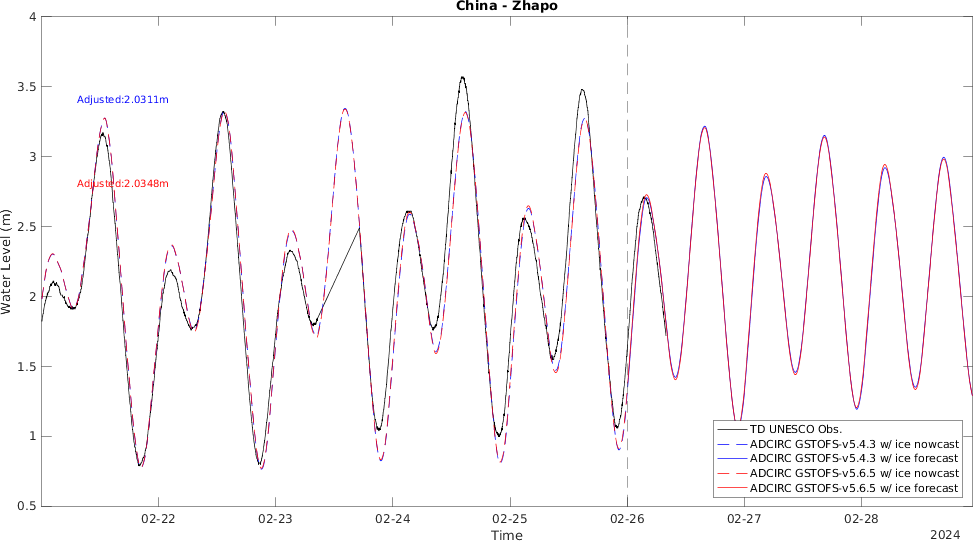 China - Zhapo
4
3.5
3
2.5
2
1.5
1
0.5
Water Level (m)
Adjusted:2.0311m
Adjusted:2.0348m
TD UNESCO Obs.
ADCIRC GSTOFS-v5.4.3 w/ ice nowcast
ADCIRC GSTOFS-v5.4.3 w/ ice forecast
ADCIRC GSTOFS-v5.6.5 w/ ice nowcast
ADCIRC GSTOFS-v5.6.5 w/ ice forecast
02-22 02-23 02-24 02-25 02-26 02-27 02-28
Time
2024